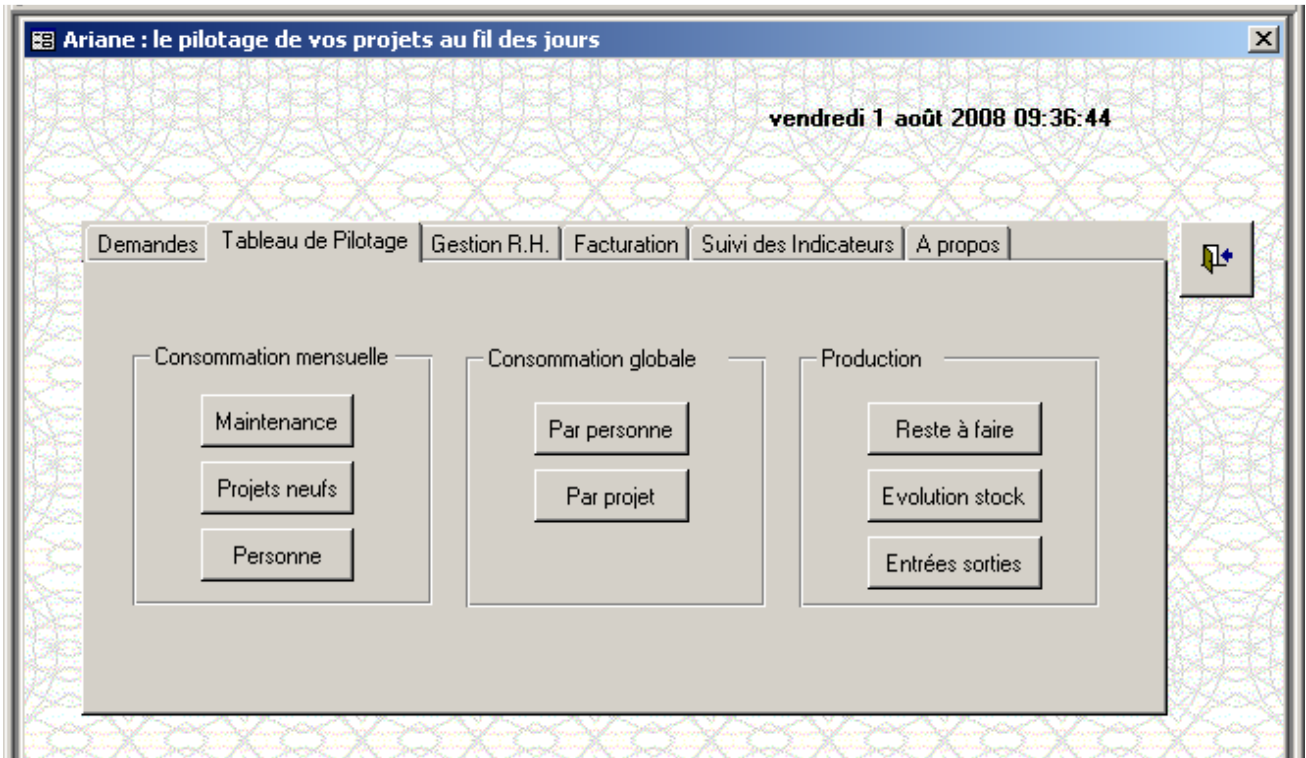 Ariane : le pilotage de vos projets au fil des jours
vendredi 1 août 2008 09:36:44
Demandes Tableau de Pilotage Gestion R.H. Facturation Suivi des Indicateurs A propos
Consommation mensuelle
Maintenance
Projets neufs
Personne
Consommation globale
Par personne
Par projet
Production
Reste à faire
Evolution stock
Entrées sorties